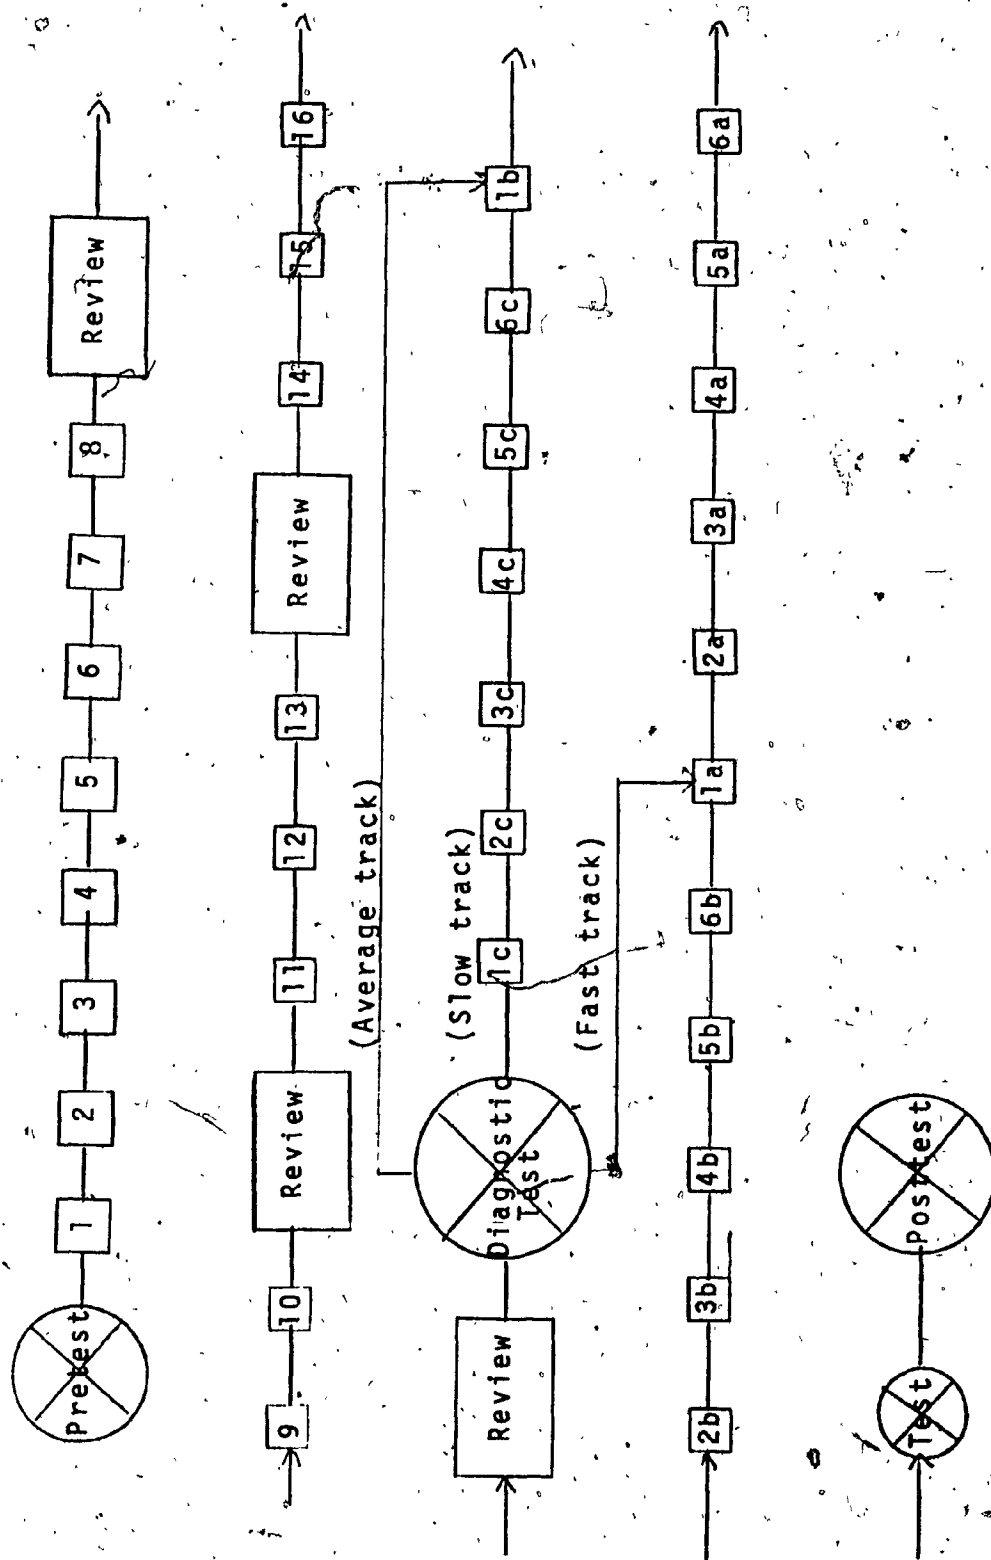 Pretest 1 2 3 4 5 6 7 8 Review
9 10 Review 11 12 13 Review 14 15 16
(Average track)
(Slow track)
Review Diagnostic 1c 2c 3c 4c 5c 6c 1b
Test
(Fast track)
2b 3b 4b 5b 6b 1a 2a 3a 4a 5a 6a
Test Posttest